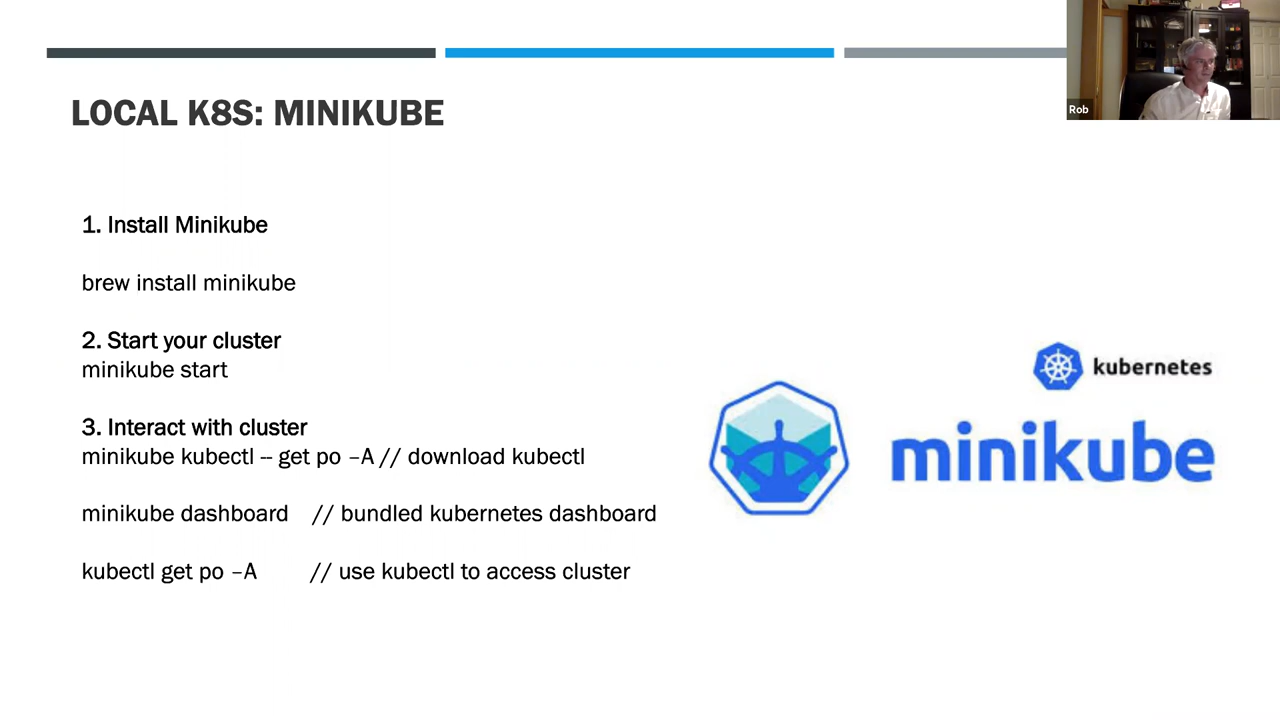 Rob
LOCAL K8S: MINIKUBE
1. Install Minikube
brew install minikube
2. Start your cluster
minikube start
3. Interact with cluster
minikube kubectl -- get po –A // download kubectl
minikube dashboard // bundled kubernetes dashboard
kubectl get po –A // use kubectl to access cluster
kubernetes
minikube